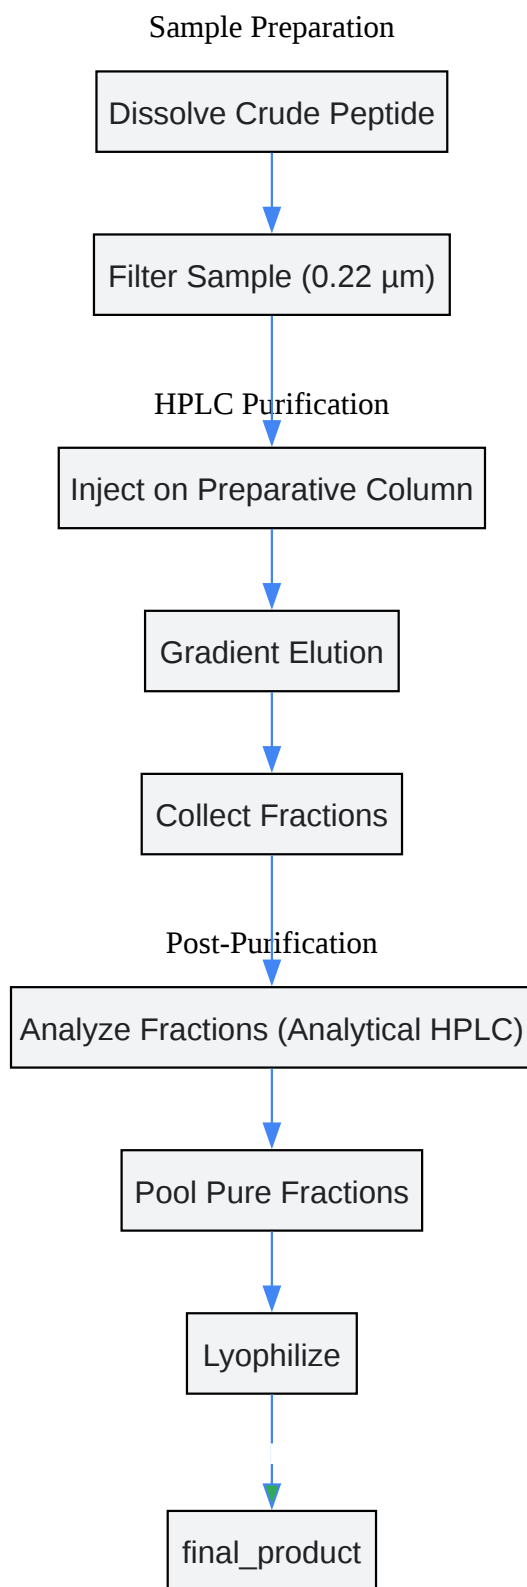 Sample Preparation
Dissolve Crude Peptide
Filter Sample (0.22 µm)
HPLC Purification
Inject on Preparative Column
Gradient Elution
Collect Fractions
Post-Purification
Analyze Fractions (Analytical HPLC)
Pool Pure Fractions
Lyophilize
final_product